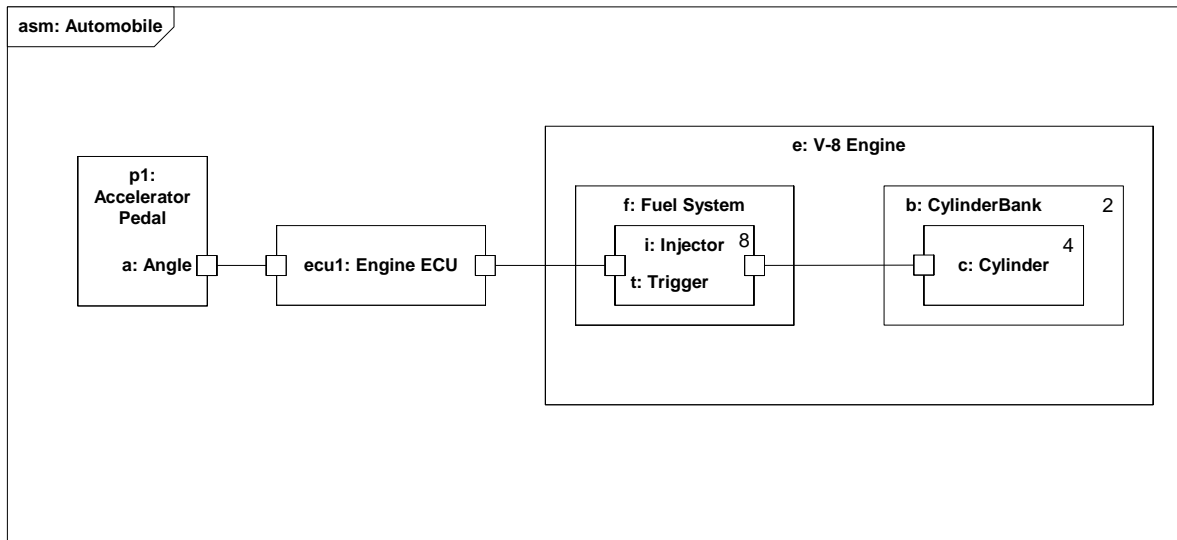 asm: Automobile
e: V-8 Engine
p1:
Accelerator
Pedal
a: Angle
ecu1: Engine ECU
f: Fuel System
i: Injector
8
t: Trigger
b: CylinderBank
2
4
c: Cylinder